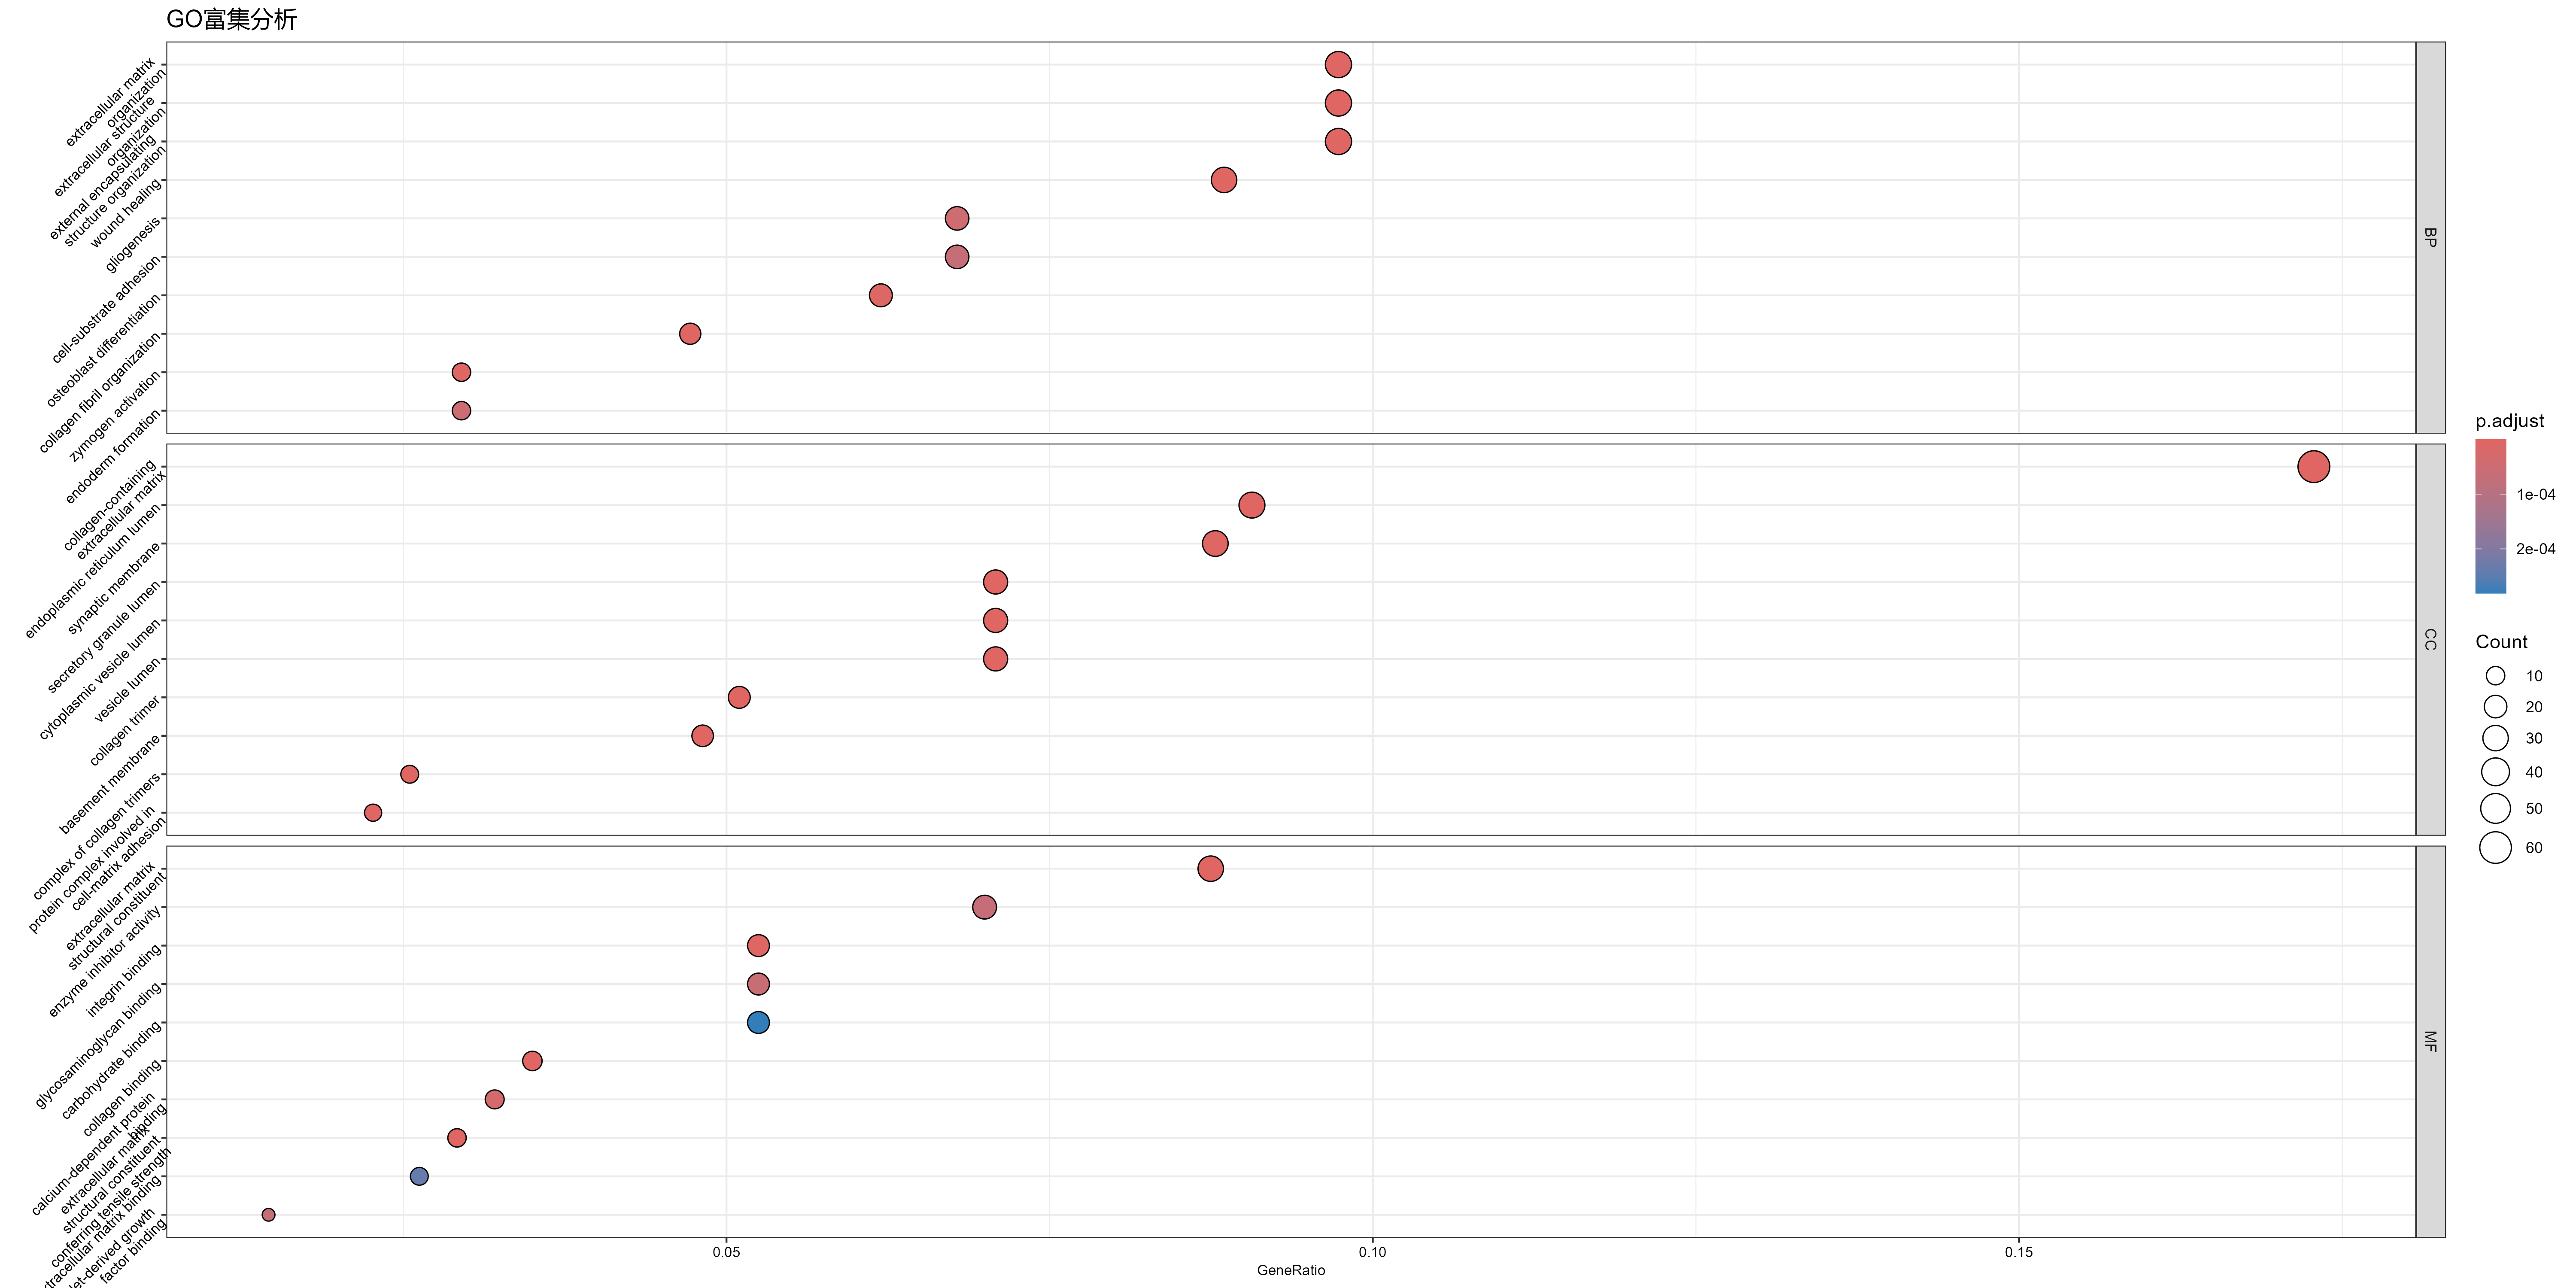 GO富集分析
extracellular matrix
organization
extracellular structure
organization
external encapsulating
structure organization
wound healing
gliogenesis
cell-substrate adhesion
osteoblast differentiation
collagen fibril organization
zymogen activation
endoderm formation
BP
collagen-containing
extracellular matrix
endoplasmic reticulum lumen
synaptic membrane
secretory granule lumen
cytoplasmic vesicle lumen
vesicle lumen
collagen trimer
basement membrane
complex of collagen trimers
protein complex involved in
cell-matrix adhesion
CC
extracellular matrix
structural constituent
enzyme inhibitor activity
integrin binding
glycosaminoglycan binding
carbohydrate binding
collagen binding
calcium-dependent protein
binding
extracellular matrix
structural constituent
conferring tensile strength
matrix binding
growth
factor binding
MF
0.05
0.10
0.15
GeneRatio
p.adjust
1e-04
2e-04
Count
10
20
30
40
50
60